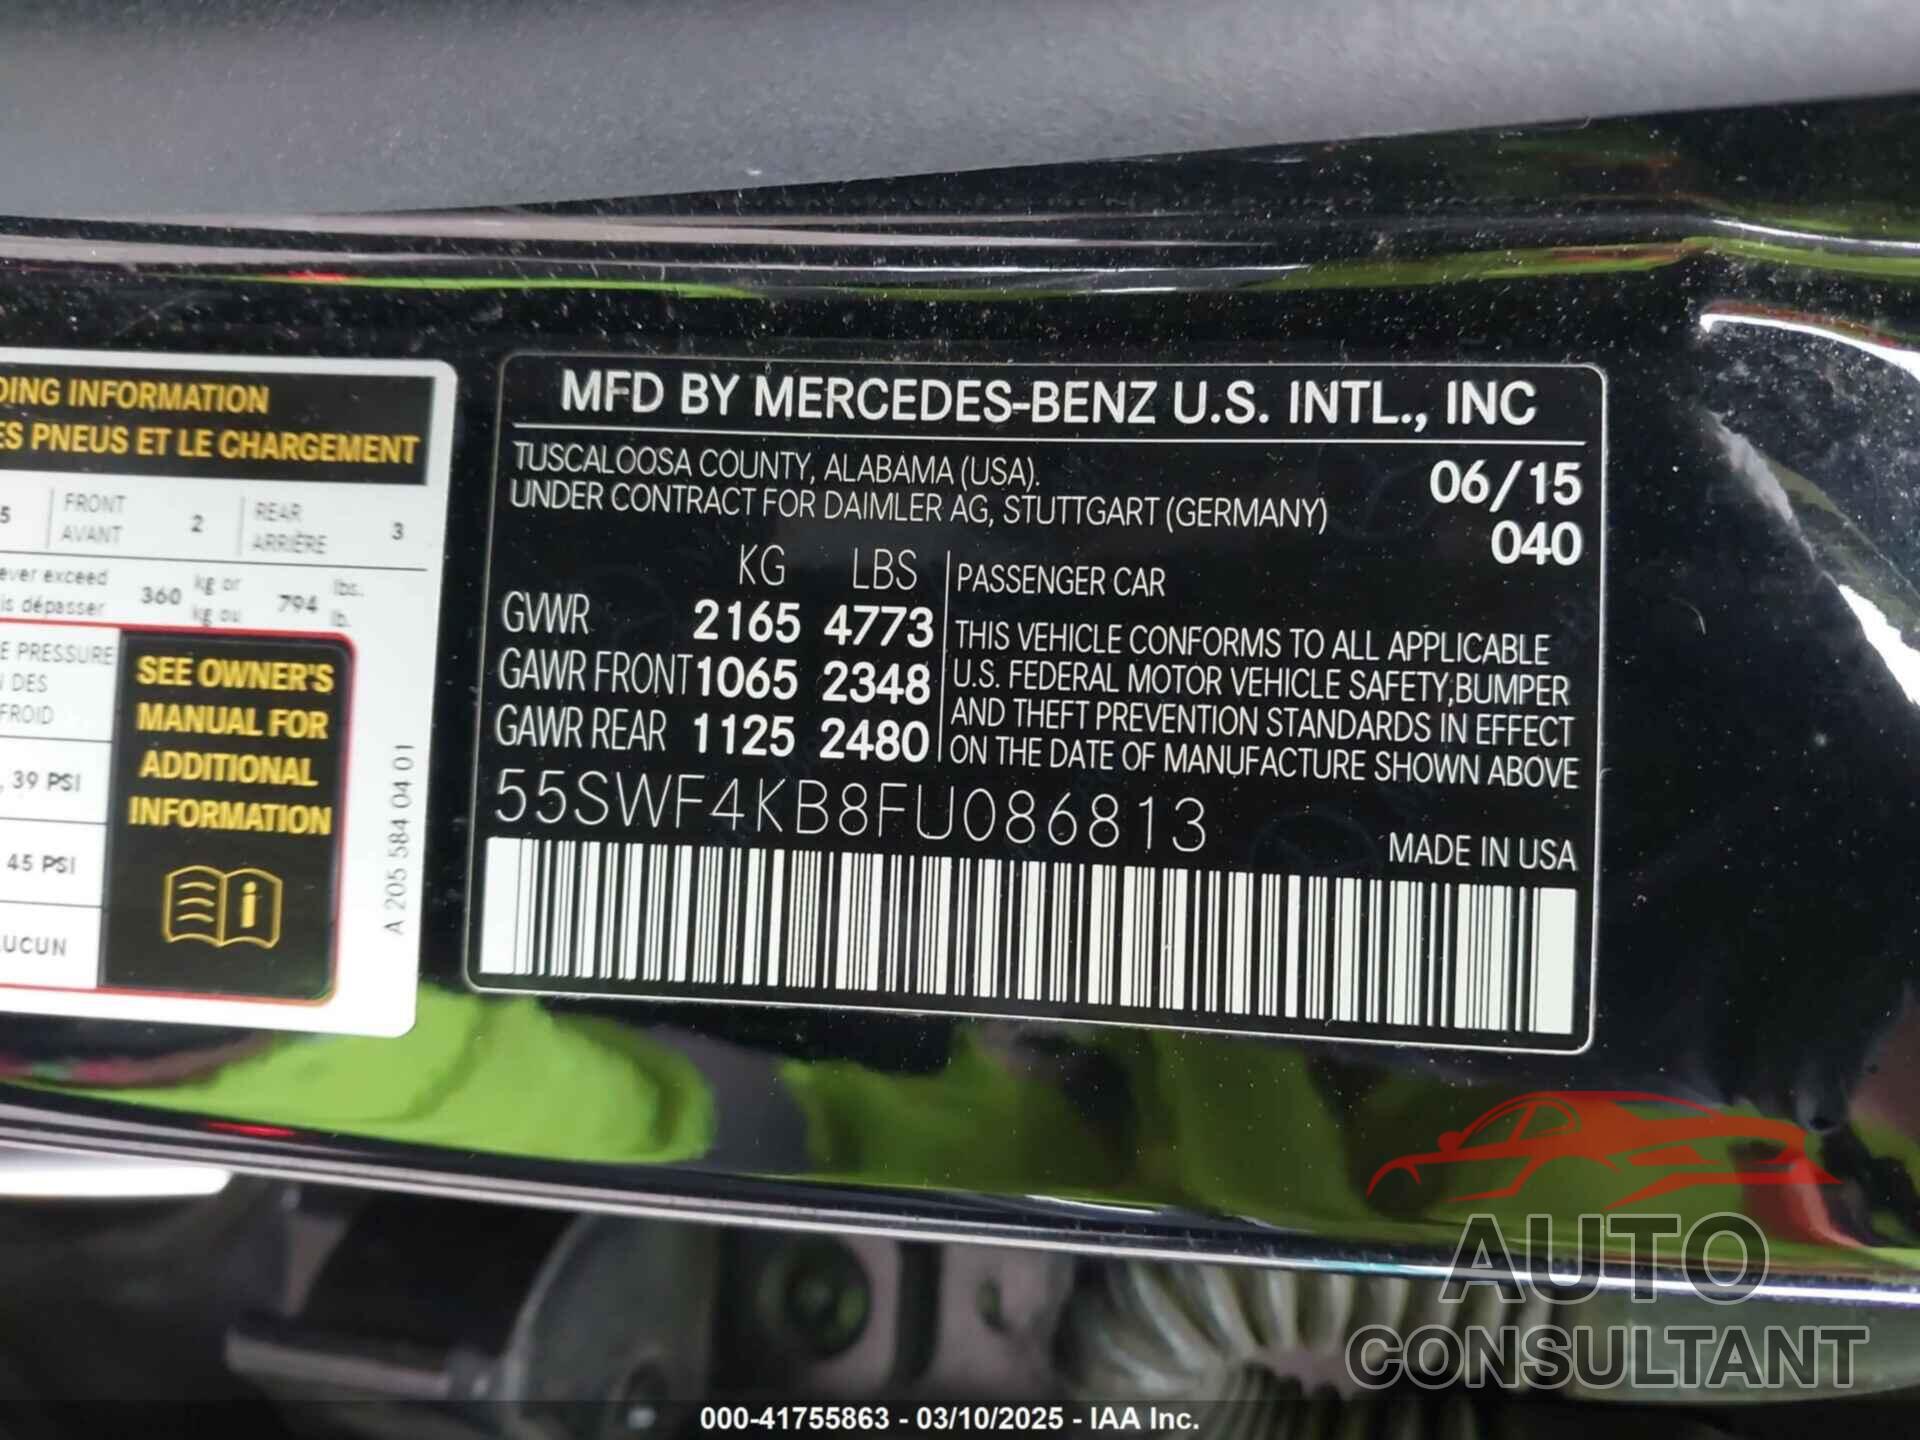 DING INFORMATION
ES PNEUS ET LE CHARGEMENT
5 FRONT AVANT 2 REAR ARRIÈRE 3
ever exceed
is dépasser
360 kg or
kg ou
794 lbs.
lb.
E PRESSURE
DES
FROID
, 39 PSI
45 PSI
UCUN
SEE OWNER'S
MANUAL FOR
ADDITIONAL
INFORMATION
i
A 205 584 04 01
MFD BY MERCEDES-BENZ U.S. INTL., INC
TUSCALOOSA COUNTY, ALABAMA (USA).
UNDER CONTRACT FOR DAIMLER AG, STUTTGART (GERMANY)
06/15
040
KG LBS
GVWR 2165 4773
GAWR FRONT 1065 2348
GAWR REAR 1125 2480
PASSENGER CAR
THIS VEHICLE CONFORMS TO ALL APPLICABLE
U.S. FEDERAL MOTOR VEHICLE SAFETY, BUMPER
AND THEFT PREVENTION STANDARDS IN EFFECT
ON THE DATE OF MANUFACTURE SHOWN ABOVE
55SWF4KB8FU086813
MADE IN USA
AUTO
CONSULTANT
000-41755863 - 03/10/2025 - IAA Inc.